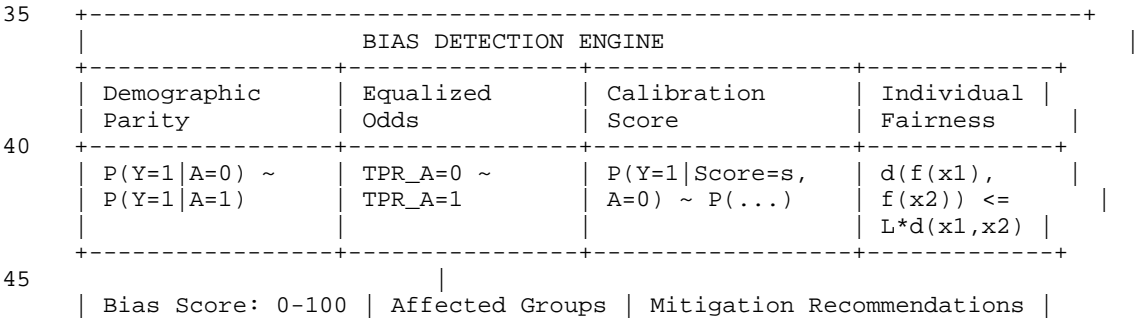 35 +--------------------------------------------------------------------+
| BIAS DETECTION ENGINE |
+-----------------+----------------+------------------+-------------+
| Demographic | Equalized | Calibration | Individual |
| Parity | Odds | Score | Fairness |
40 +-----------------+----------------+------------------+-------------+
| P(Y=1|A=0) ~ | TPR_A=0 ~ | P(Y=1|Score=s, | d(f(x1), |
| P(Y=1|A=1) | TPR_A=1 | A=0) ~ P(...) | f(x2)) <= |
| | | | L*d(x1,x2) |
+-----------------+----------------+------------------+-------------+
45 |
| Bias Score: 0-100 | Affected Groups | Mitigation Recommendations |